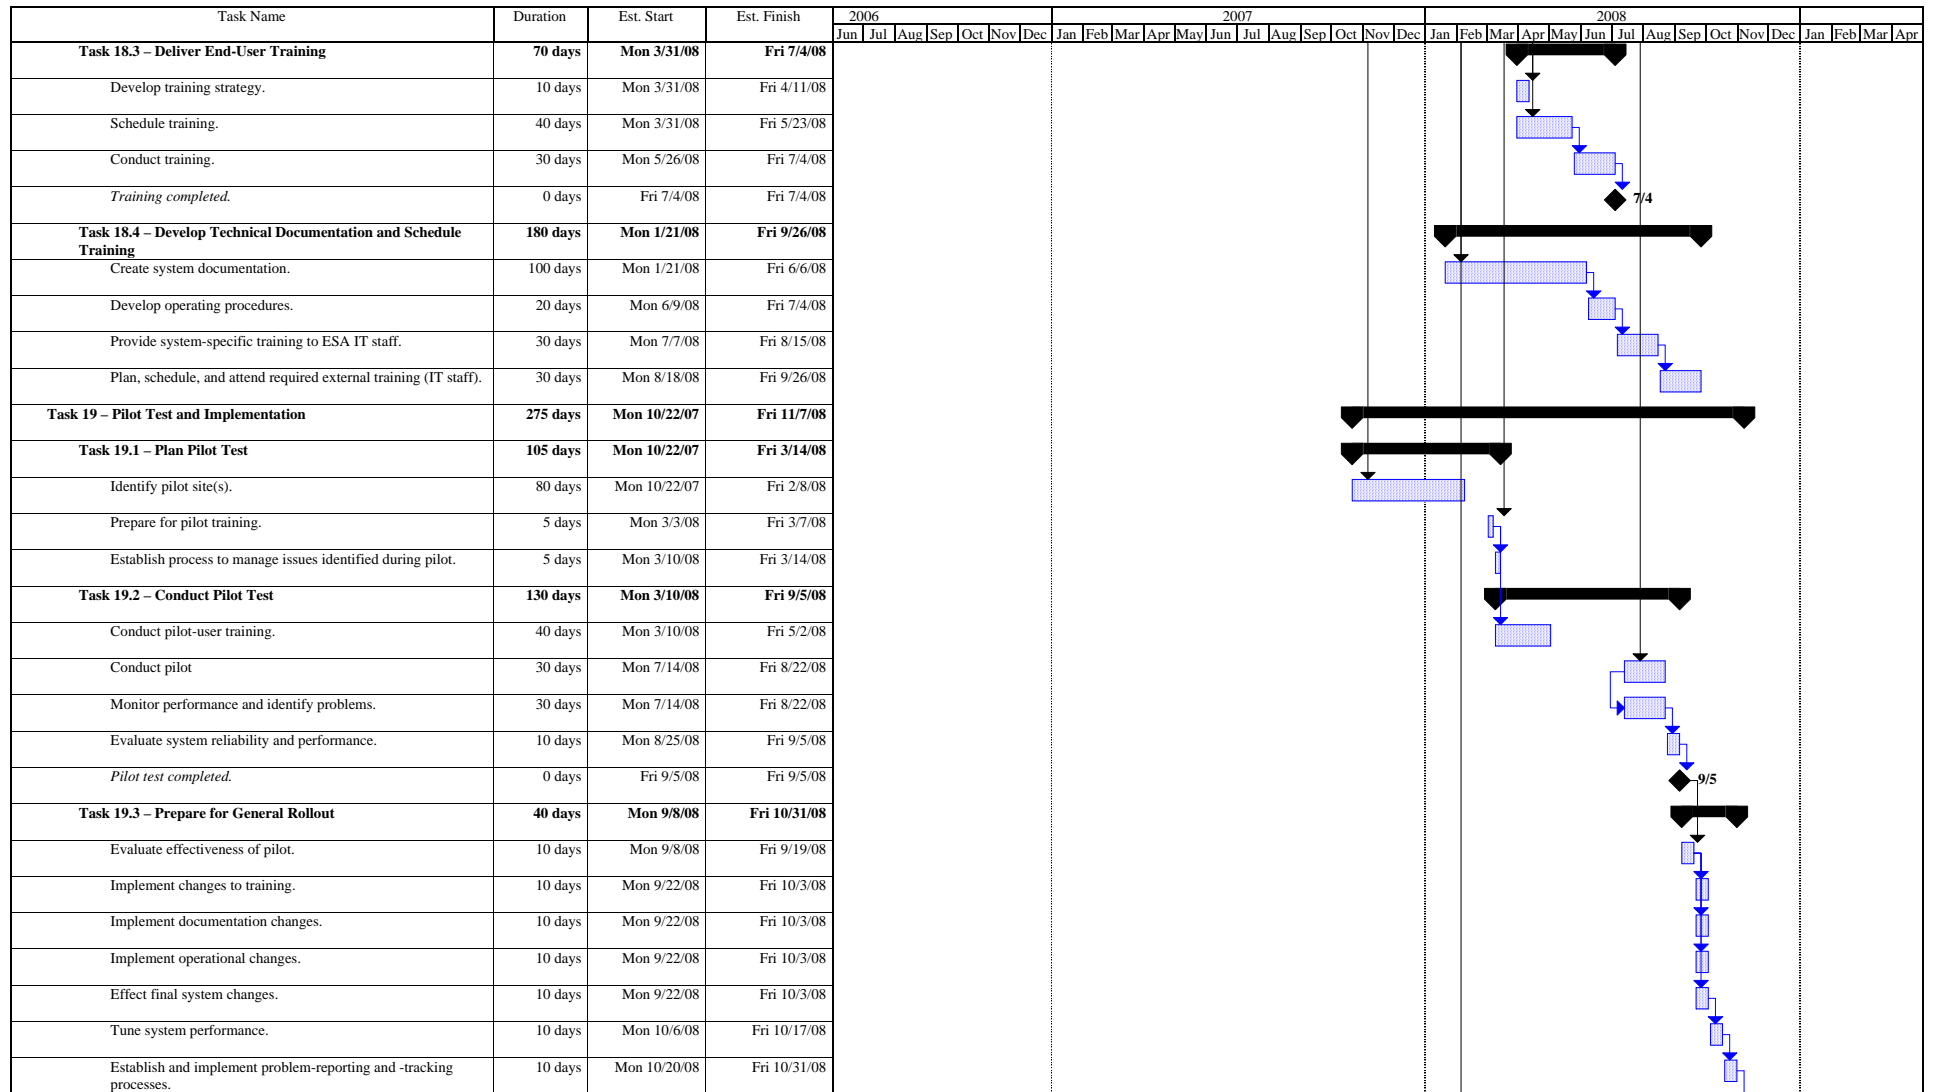 Task Name Duration Est. Start Est. Finish 2006 2007 2008
Jun Jul Aug Sep Oct Nov Dec Jan Feb Mar Apr May Jun Jul Aug Sep Oct Nov Dec Jan Feb Mar Apr May Jun Jul Aug Sep Oct Nov Dec Jan Feb Mar Apr
Task 18.3 – Deliver End-User Training 70 days Mon 3/31/08 Fri 7/4/08
Develop training strategy. 10 days Mon 3/31/08 Fri 4/11/08
Schedule training. 40 days Mon 3/31/08 Fri 5/23/08
Conduct training. 30 days Mon 5/26/08 Fri 7/4/08
Training completed. 0 days Fri 7/4/08 Fri 7/4/08 7/4
Task 18.4 – Develop Technical Documentation and Schedule 180 days Mon 1/21/08 Fri 9/26/08
Training
Create system documentation. 100 days Mon 1/21/08 Fri 6/6/08
Develop operating procedures. 20 days Mon 6/9/08 Fri 7/4/08
Provide system-specific training to ESA IT staff. 30 days Mon 7/7/08 Fri 8/15/08
Plan, schedule, and attend required external training (IT staff). 30 days Mon 8/18/08 Fri 9/26/08
Task 19 – Pilot Test and Implementation 275 days Mon 10/22/07 Fri 11/7/08
Task 19.1 – Plan Pilot Test 105 days Mon 10/22/07 Fri 3/14/08
Identify pilot site(s). 80 days Mon 10/22/07 Fri 2/8/08
Prepare for pilot training. 5 days Mon 3/3/08 Fri 3/7/08
Establish process to manage issues identified during pilot. 5 days Mon 3/10/08 Fri 3/14/08
Task 19.2 – Conduct Pilot Test 130 days Mon 3/10/08 Fri 9/5/08
Conduct pilot-user training. 40 days Mon 3/10/08 Fri 5/2/08
Conduct pilot 30 days Mon 7/14/08 Fri 8/22/08
Monitor performance and identify problems. 30 days Mon 7/14/08 Fri 8/22/08
Evaluate system reliability and performance. 10 days Mon 8/25/08 Fri 9/5/08
Pilot test completed. 0 days Fri 9/5/08 Fri 9/5/08 9/5
Task 19.3 – Prepare for General Rollout 40 days Mon 9/8/08 Fri 10/31/08
Evaluate effectiveness of pilot. 10 days Mon 9/8/08 Fri 9/19/08
Implement changes to training. 10 days Mon 9/22/08 Fri 10/3/08
Implement documentation changes. 10 days Mon 9/22/08 Fri 10/3/08
Implement operational changes. 10 days Mon 9/22/08 Fri 10/3/08
Effect final system changes. 10 days Mon 9/22/08 Fri 10/3/08
Tune system performance. 10 days Mon 10/6/08 Fri 10/17/08
Establish and implement problem-reporting and -tracking 10 days Mon 10/20/08 Fri 10/31/08
processes.